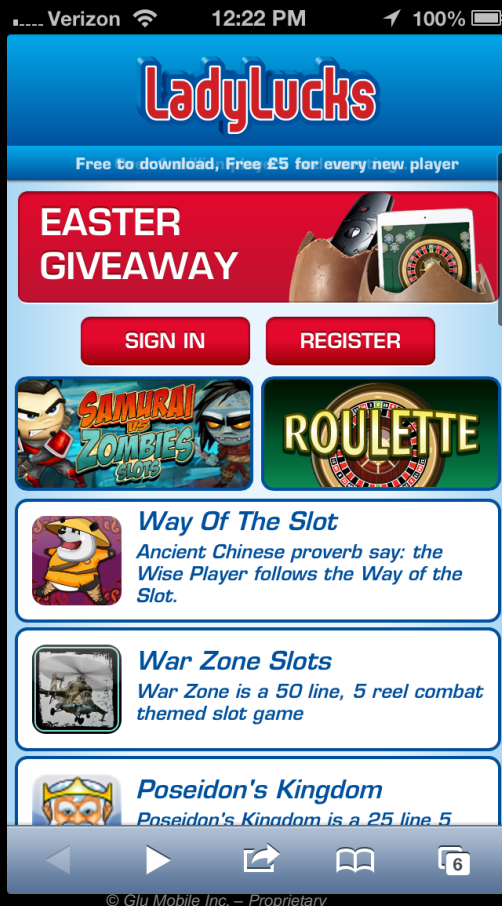 Verizon 12:22 PM 100%
LadyLucks
Free to download, Free £5 for every new player
EASTER
GIVEAWAY
SIGN IN REGISTER
SAMURAI
VS
ZOMBIES
SLOTS
ROULETTE
Way Of The Slot
Ancient Chinese proverb say: the
Wise Player follows the Way of the
Slot.
War Zone Slots
War Zone is a 50 line, 5 reel combat
themed slot game
Poseidon's Kingdom
Poseidon's Kingdom is a 25 line 5
6
© Glu Mobile Inc. – Proprietary